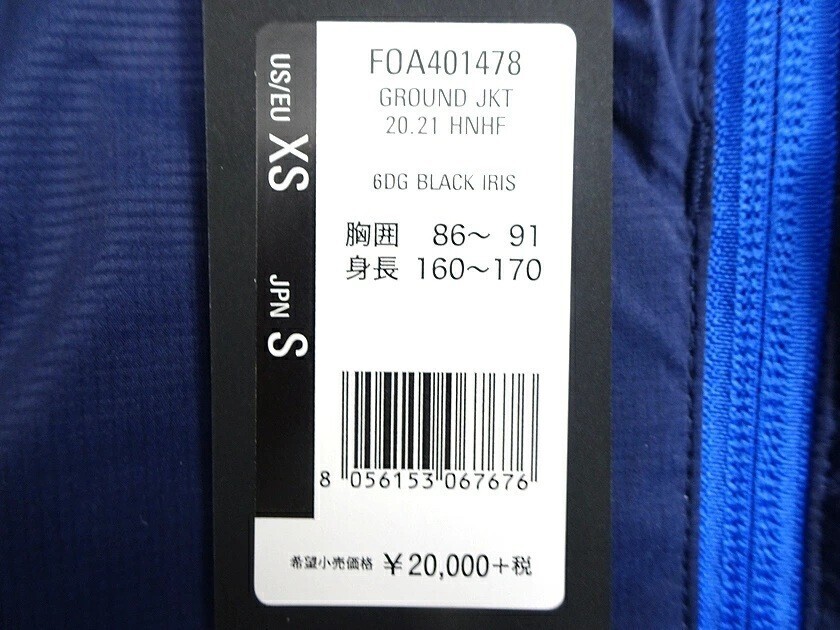 FOA401478
GROUND JKT
20.21 HNHF
6DG BLACK IRIS
US/EU XS
JPN S
胸囲 86〜 91
身長 160〜170
8 056153 067676
希望小売価格 ¥20,000+税